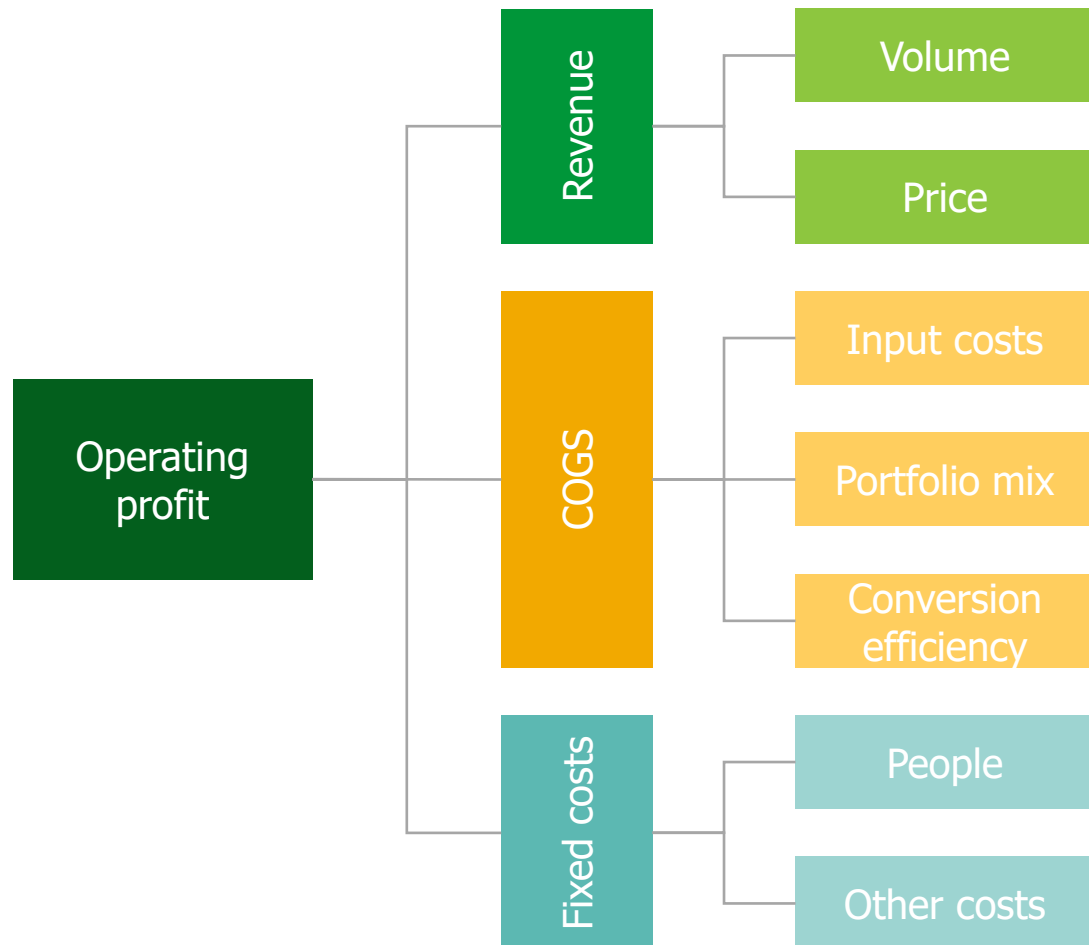 Operating
profit
Revenue
Volume
Price
COGS
Input costs
Portfolio mix
Conversion
efficiency
Fixed costs
People
Other costs